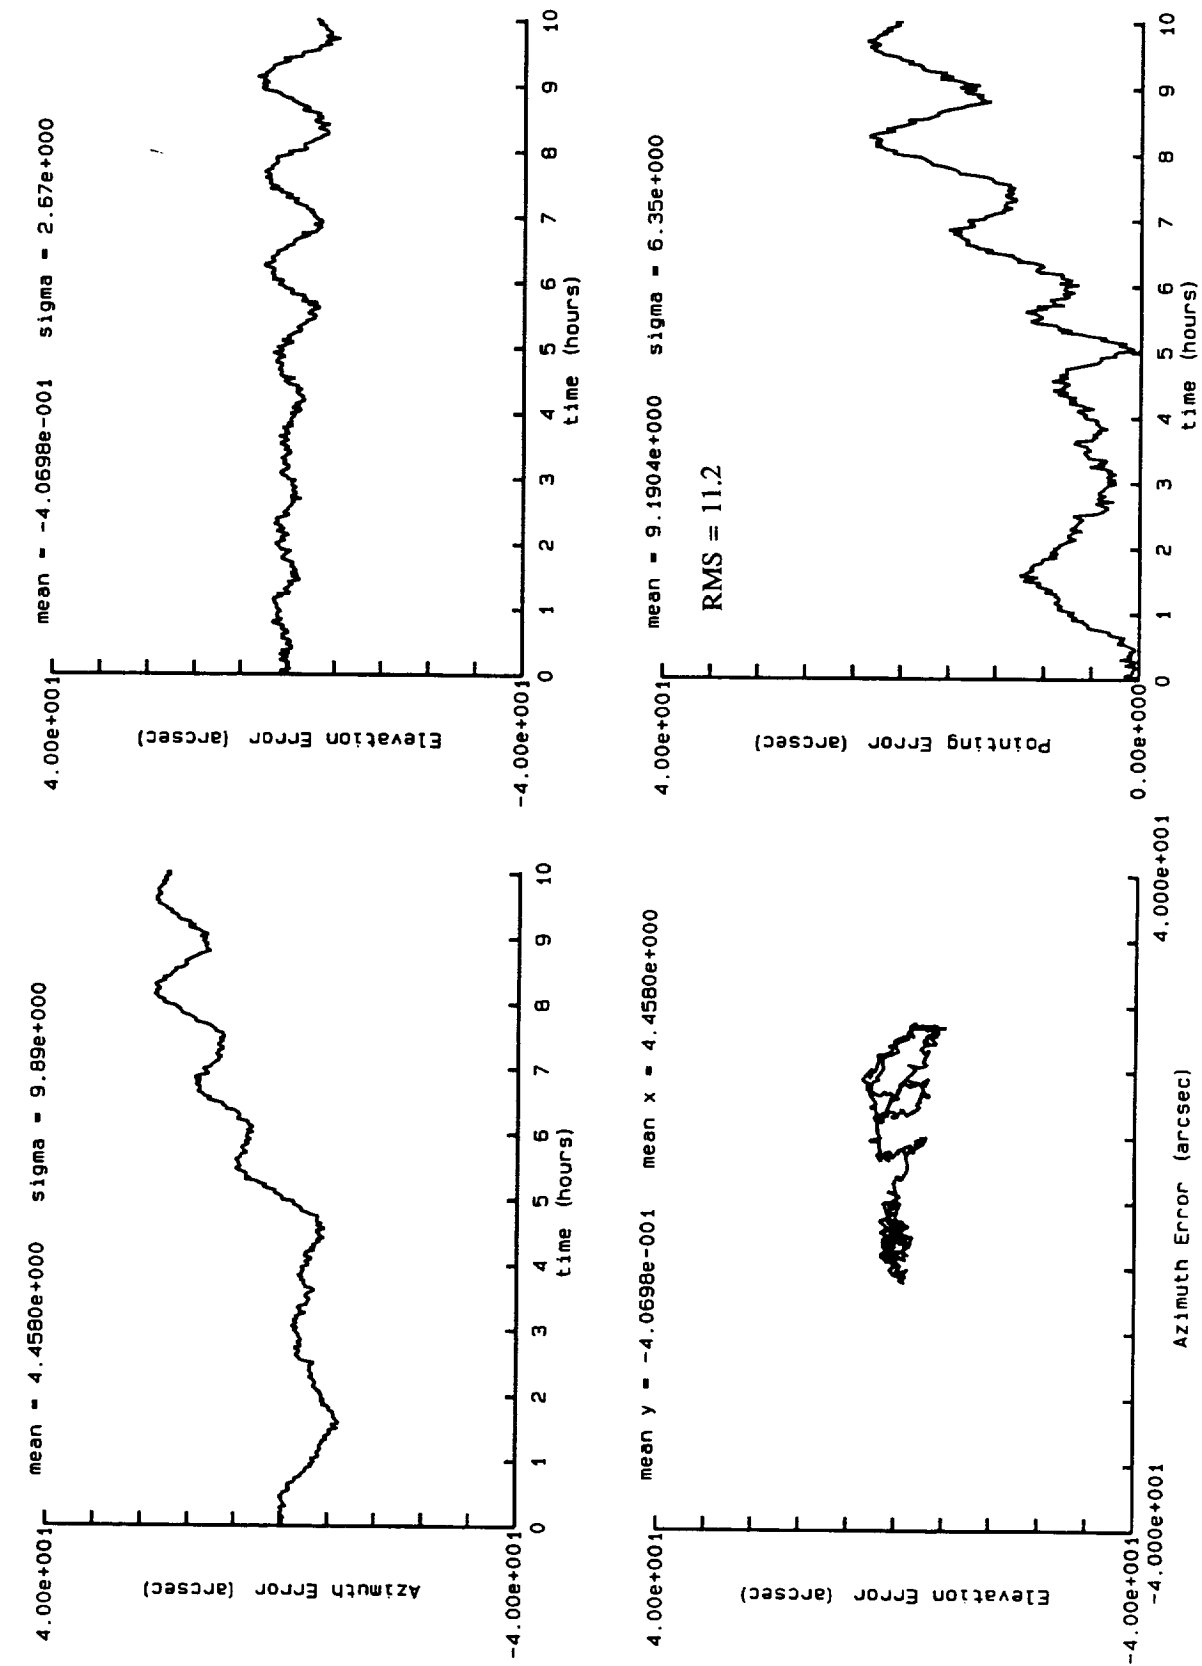 mean = 4.4580e+000 sigma = 9.89e+000
4.00e+001
Azimuth Error (arcsec)
-4.00e+001
0 1 2 3 4 5 6 7 8 9 10
time (hours)
mean = -4.0698e-001 sigma = 2.67e+000
4.00e+001
Elevation Error (arcsec)
-4.00e+001
0 1 2 3 4 5 6 7 8 9 10
time (hours)
mean y = -4.0698e-001 mean x = 4.4580e+000
4.00e+001
Elevation Error (arcsec)
-4.00e+001
-4.000e+001 4.000e+001
Azimuth Error (arcsec)
mean = 9.1904e+000 sigma = 6.35e+000
RMS = 11.2
4.00e+001
Pointing Error (arcsec)
0.00e+000
0 1 2 3 4 5 6 7 8 9 10
time (hours)